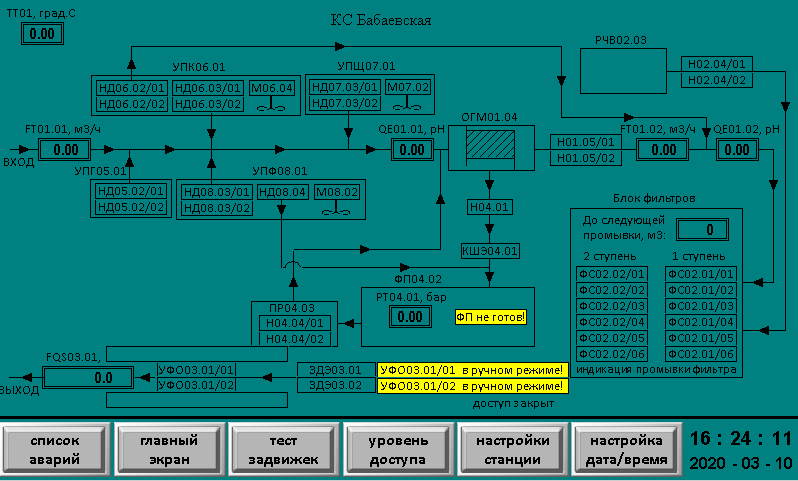 ТТ01, град.С
0.00
КС Бабаевская
РЧВ02.03
Н02.04/01
Н02.04/02
УПК06.01
НД06.02/01
НД06.02/02
НД06.03/01
НД06.03/02
М06.04
УПЩ07.01
НД07.03/01
НД07.03/02
М07.02
ОГМ01.04
FT01.01, м3/ч
0.00
ВХОД
QE01.01, pH
0.00
Н01.05/01
Н01.05/02
FT01.02, м3/ч
0.00
QE01.02, pH
0.00
УПГ05.01
НД05.02/01
НД05.02/02
УПФ08.01
НД08.03/01
НД08.03/02
НД08.04
М08.02
Н04.01
КШЭ04.01
Блок фильтров
До следующей
промывки, м3:
0
2 ступень
1 ступень
ФС02.02/01
ФС02.02/02
ФС02.02/03
ФС02.02/04
ФС02.02/05
ФС02.02/06
ФС02.01/01
ФС02.01/02
ФС02.01/03
ФС02.01/04
ФС02.01/05
ФС02.01/06
индикация промывки фильтра
ФП04.02
РТ04.01, бар
0.00
ФП не готов!
ПР04.03
Н04.04/01
Н04.04/02
FQS03.01,
0.0
ВЫХОД
УФО03.01/01
УФО03.01/02
ЗДЭ03.01
ЗДЭ03.02
УФО03.01/01 в ручном режиме!
УФО03.01/02 в ручном режиме!
доступ закрыт
список
аварий
главный
экран
тест
задвижек
уровень
доступа
настройки
станции
настройка
дата/время
16 : 24 : 11
2020 - 03 - 10